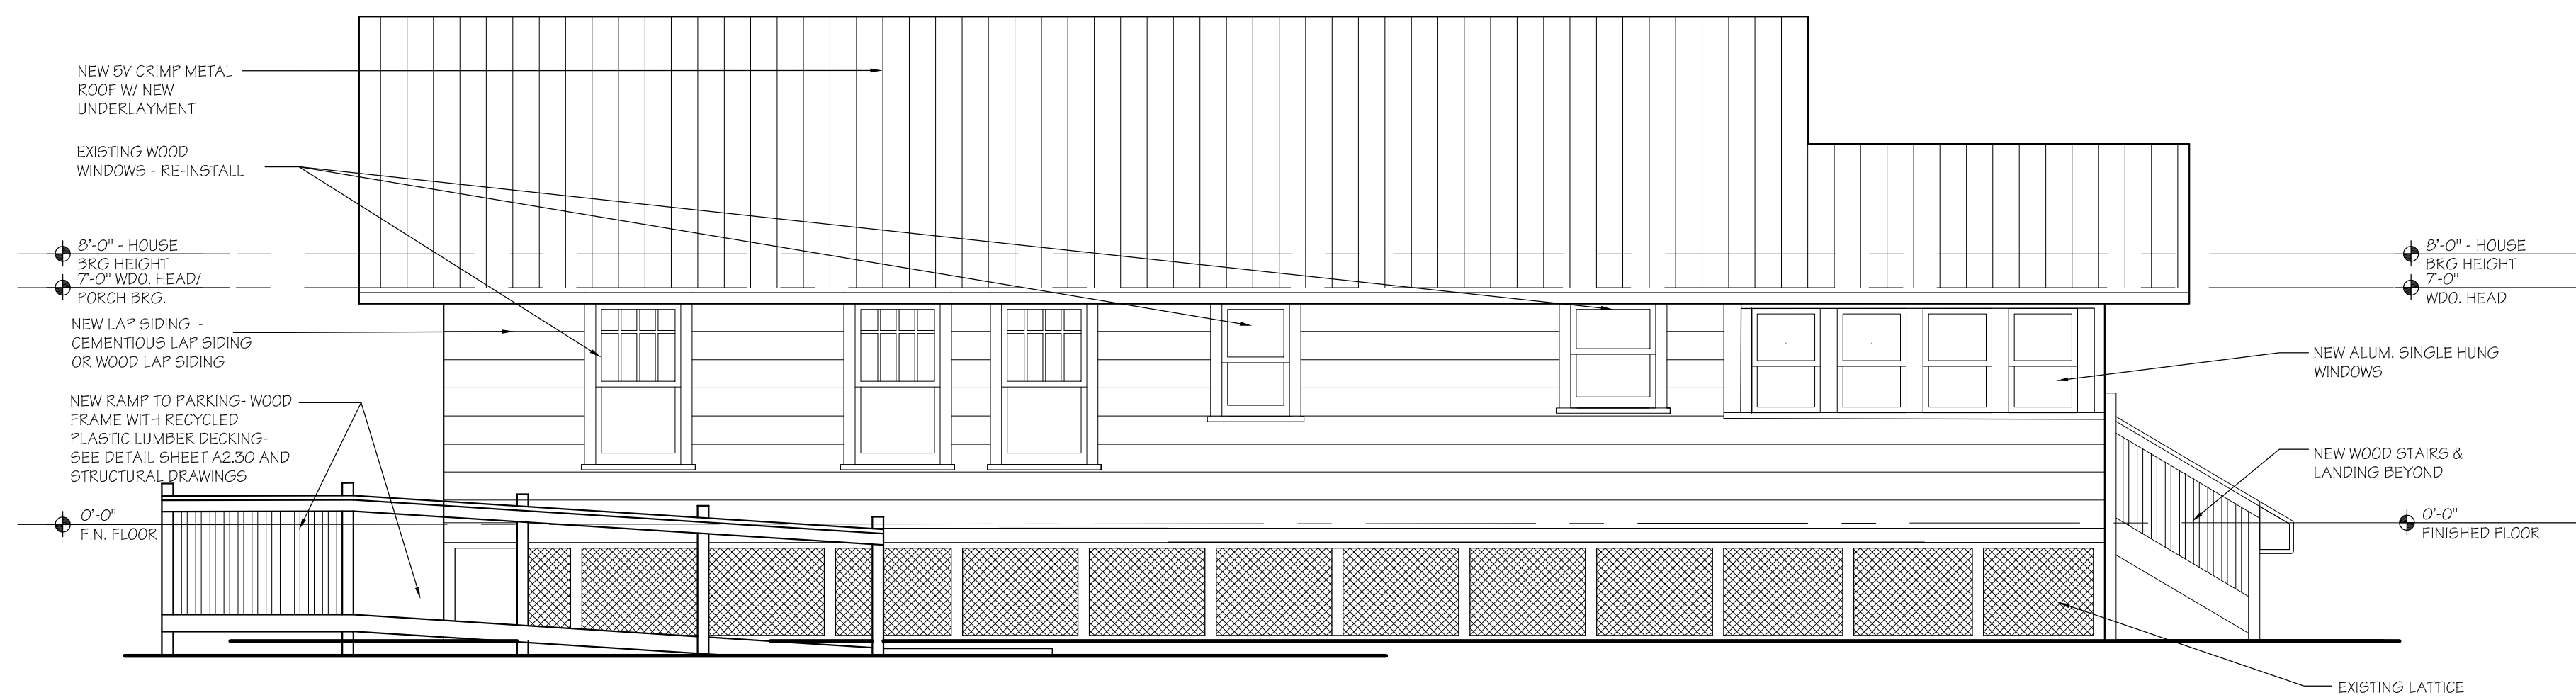 NEW 5V CRIMP METAL
ROOF W/ NEW
UNDERLAYMENT
EXISTING WOOD
WINDOWS - RE-INSTALL
8'-0" - HOUSE
BRG HEIGHT
7'-0" WDO. HEAD/
PORCH BRG.
NEW LAP SIDING -
CEMENTIOUS LAP SIDING
OR WOOD LAP SIDING
NEW RAMP TO PARKING- WOOD
FRAME WITH RECYCLED
PLASTIC LUMBER DECKING-
SEE DETAIL SHEET A2.30 AND
STRUCTURAL DRAWINGS
0'-0"
FIN. FLOOR
8'-0" - HOUSE
BRG HEIGHT
7'-0"
WDO. HEAD
NEW ALUM. SINGLE HUNG
WINDOWS
NEW WOOD STAIRS &
LANDING BEYOND
0'-0"
FINISHED FLOOR
EXISTING LATTICE